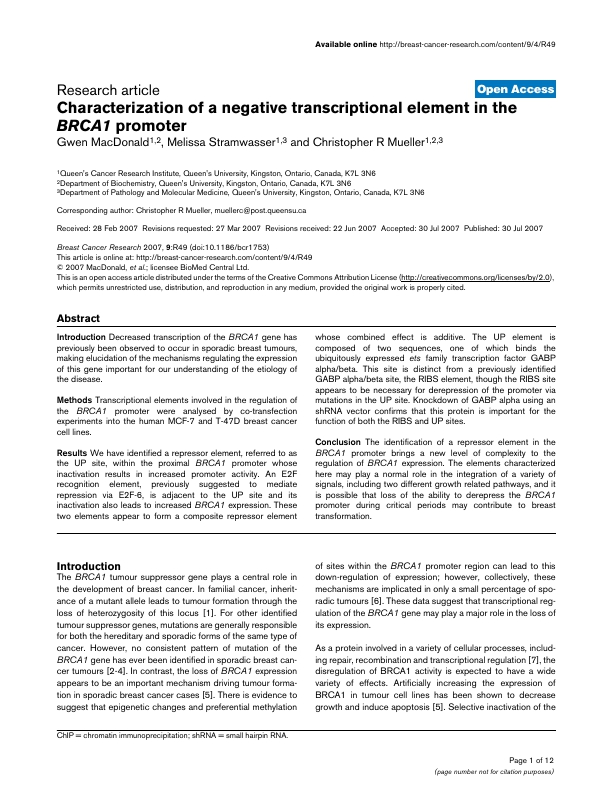 Available online http://breast-cancer-research.com/content/9/4/R49
Research article
Open Access
Characterization of a negative transcriptional element in the
BRCA1 promoter
Gwen MacDonald1,2, Melissa Stramwasser1,3 and Christopher R Mueller1,2,3
1Queen's Cancer Research Institute, Queen's University, Kingston, Ontario, Canada, K7L 3N6
2Department of Biochemistry, Queen's University, Kingston, Ontario, Canada, K7L 3N6
3Department of Pathology and Molecular Medicine, Queen's University, Kingston, Ontario, Canada, K7L 3N6
Corresponding author: Christopher R Mueller, muellerc@post.queensu.ca
Received: 28 Feb 2007 Revisions requested: 27 Mar 2007 Revisions received: 22 Jun 2007 Accepted: 30 Jul 2007 Published: 30 Jul 2007
Breast Cancer Research 2007, 9:R49 (doi:10.1186/bcr1753)
This article is online at: http://breast-cancer-research.com/content/9/4/R49
© 2007 MacDonald, et al.; licensee BioMed Central Ltd.
This is an open access article distributed under the terms of the Creative Commons Attribution License (http://creativecommons.org/licenses/by/2.0),
which permits unrestricted use, distribution, and reproduction in any medium, provided the original work is properly cited.
Abstract
Introduction Decreased transcription of the BRCA1 gene has
previously been observed to occur in sporadic breast tumours,
making elucidation of the mechanisms regulating the expression
of this gene important for our understanding of the etiology of
the disease.
Methods Transcriptional elements involved in the regulation of
the BRCA1 promoter were analysed by co-transfection
experiments into the human MCF-7 and T-47D breast cancer
cell lines.
Results We have identified a repressor element, referred to as
the UP site, within the proximal BRCA1 promoter whose
inactivation results in increased promoter activity. An E2F
recognition element, previously suggested to mediate
repression via E2F-6, is adjacent to the UP site and its
inactivation also leads to increased BRCA1 expression. These
two elements appear to form a composite repressor element
whose combined effect is additive. The UP element is
composed of two sequences, one of which binds the
ubiquitously expressed ets family transcription factor GABP
alpha/beta. This site is distinct from a previously identified
GABP alpha/beta site, the RIBS element, though the RIBS site
appears to be necessary for derepression of the promoter via
mutations in the UP site. Knockdown of GABP alpha using an
shRNA vector confirms that this protein is important for the
function of both the RIBS and UP sites.
Conclusion The identification of a repressor element in the
BRCA1 promoter brings a new level of complexity to the
regulation of BRCA1 expression. The elements characterized
here may play a normal role in the integration of a variety of
signals, including two different growth related pathways, and it
is possible that loss of the ability to derepress the BRCA1
promoter during critical periods may contribute to breast
transformation.
Introduction
The BRCA1 tumour suppressor gene plays a central role in
the development of breast cancer. In familial cancer, inherit-
ance of a mutant allele leads to tumour formation through the
loss of heterozygosity of this locus [1]. For other identified
tumour suppressor genes, mutations are generally responsible
for both the hereditary and sporadic forms of the same type of
cancer. However, no consistent pattern of mutation of the
BRCA1 gene has ever been identified in sporadic breast can-
cer tumours [2-4]. In contrast, the loss of BRCA1 expression
appears to be an important mechanism driving tumour forma-
tion in sporadic breast cancer cases [5]. There is evidence to
suggest that epigenetic changes and preferential methylation
of sites within the BRCA1 promoter region can lead to this
down-regulation of expression; however, collectively, these
mechanisms are implicated in only a small percentage of spo-
radic tumours [6]. These data suggest that transcriptional reg-
ulation of the BRCA1 gene may play a major role in the loss of
its expression.
As a protein involved in a variety of cellular processes, includ-
ing repair, recombination and transcriptional regulation [7], the
disregulation of BRCA1 activity is expected to have a wide
variety of effects. Artificially increasing the expression of
BRCA1 in tumour cell lines has been shown to decrease
growth and induce apoptosis [5]. Selective inactivation of the
ChIP = chromatin immunoprecipitation; shRNA = small hairpin RNA.
Page 1 of 12
(page number not for citation purposes)